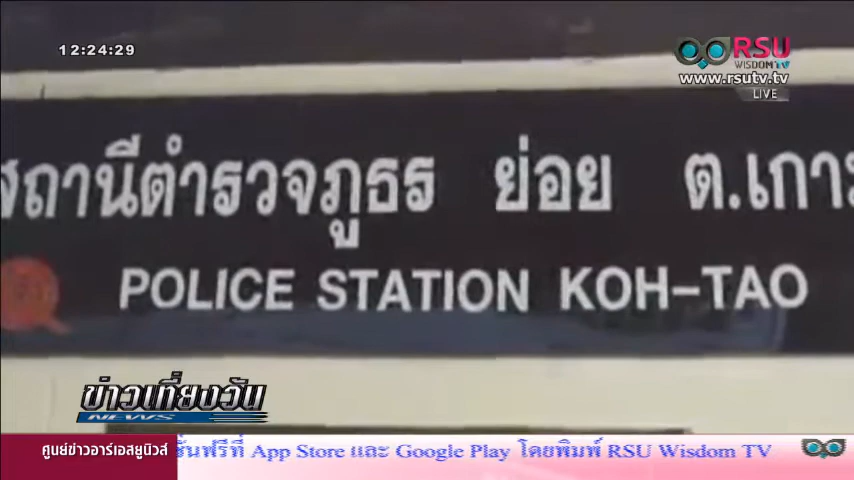 12:24:29
RSU
WISDOM TV
www.rsutv.tv
LIVE
สถานีตำรวจภูธร ย่อย ต.เกาะ
POLICE STATION KOH-TAO
ข่าวเที่ยงวัน
NEWS
ศูนย์ข่าวอาร์เอสยูนิวส์
ชั่นฟรีที่ App Store และ Google Play โดยพิมพ์ RSU Wisdom TV